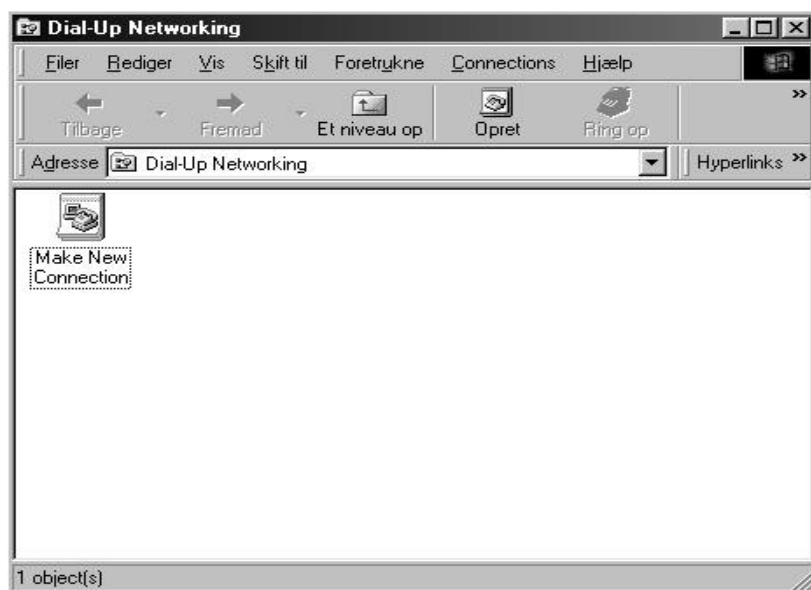 Dial-Up Networking
Filer Rediger Vis Skift til Foretrukne Connections Hjælp
Tilbage Fremad Et niveau op Opret Ring op »
Adresse Dial-Up Networking Hyperlinks »
Make New
Connection
1 object(s)